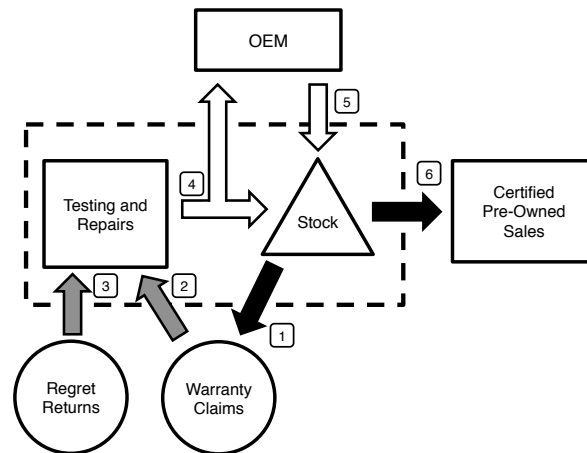 OEM
5
4
6
Testing and
Repairs
Stock
Certified
Pre-Owned
Sales
3
2
1
Regret
Returns
Warranty
Claims